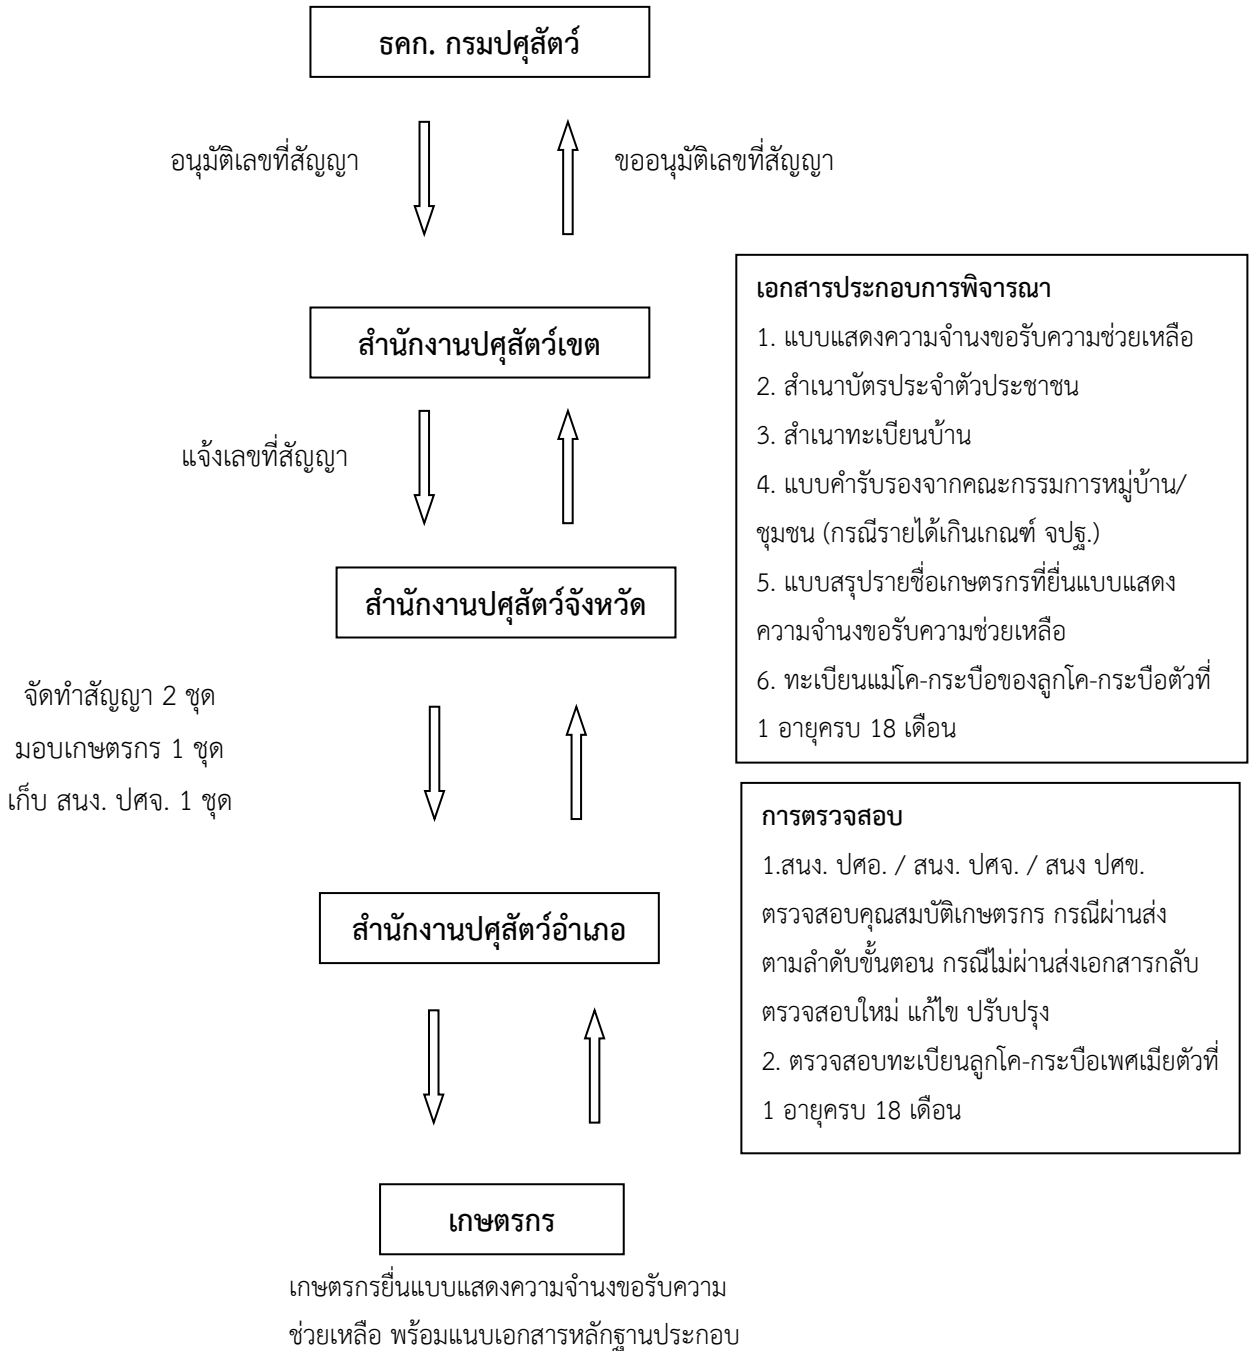 ธคก. กรมปศุสัตว์
อนุมัติเลขที่สัญญา
ขออนุมัติเลขที่สัญญา
สำนักงานปศุสัตว์เขต
แจ้งเลขที่สัญญา
สำนักงานปศุสัตว์จังหวัด
จัดทำสัญญา 2 ชุด
มอบเกษตรกร 1 ชุด
เก็บ สนง. ปศจ. 1 ชุด
สำนักงานปศุสัตว์อำเภอ
เกษตรกร
เกษตรกรยื่นแบบแสดงความจำนงขอรับความ
ช่วยเหลือ พร้อมแนบเอกสารหลักฐานประกอบ
เอกสารประกอบการพิจารณา
1. แบบแสดงความจำนงขอรับความช่วยเหลือ
2. สำเนาบัตรประจำตัวประชาชน
3. สำเนาทะเบียนบ้าน
4. แบบคำรับรองจากคณะกรรมการหมู่บ้าน/
ชุมชน (กรณีรายได้เกินเกณฑ์ จปฐ.)
5. แบบสรุปรายชื่อเกษตรกรที่ยื่นแบบแสดง
ความจำนงขอรับความช่วยเหลือ
6. ทะเบียนแม่โค-กระบือของลูกโค-กระบือตัวที่
1 อายุครบ 18 เดือน
การตรวจสอบ
1.สนง. ปศอ. / สนง. ปศจ. / สนง ปศข.
ตรวจสอบคุณสมบัติเกษตรกร กรณีผ่านส่ง
ตามลำดับขั้นตอน กรณีไม่ผ่านส่งเอกสารกลับ
ตรวจสอบใหม่ แก้ไข ปรับปรุง
2. ตรวจสอบทะเบียนลูกโค-กระบือเพศเมียตัวที่
1 อายุครบ 18 เดือน